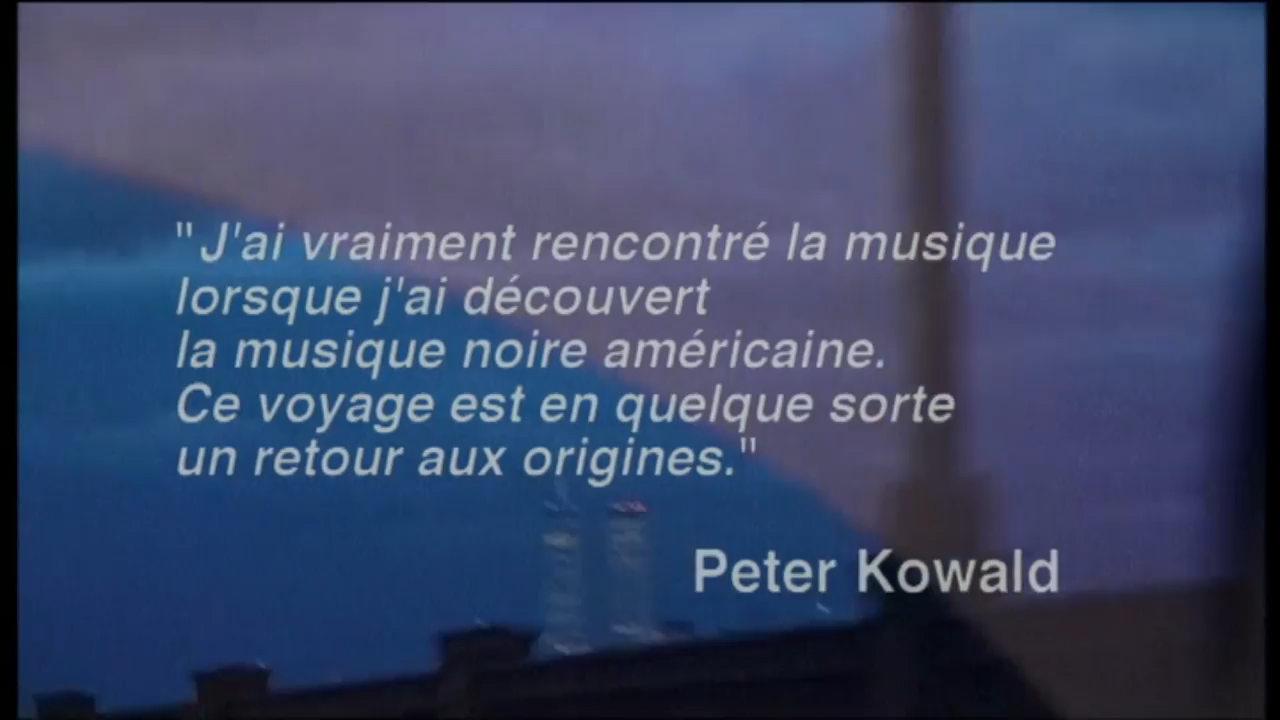 "J'ai vraiment rencontré la musique
lorsque j'ai découvert
la musique noire américaine.
Ce voyage est en quelque sorte
un retour aux origines."
Peter Kowald